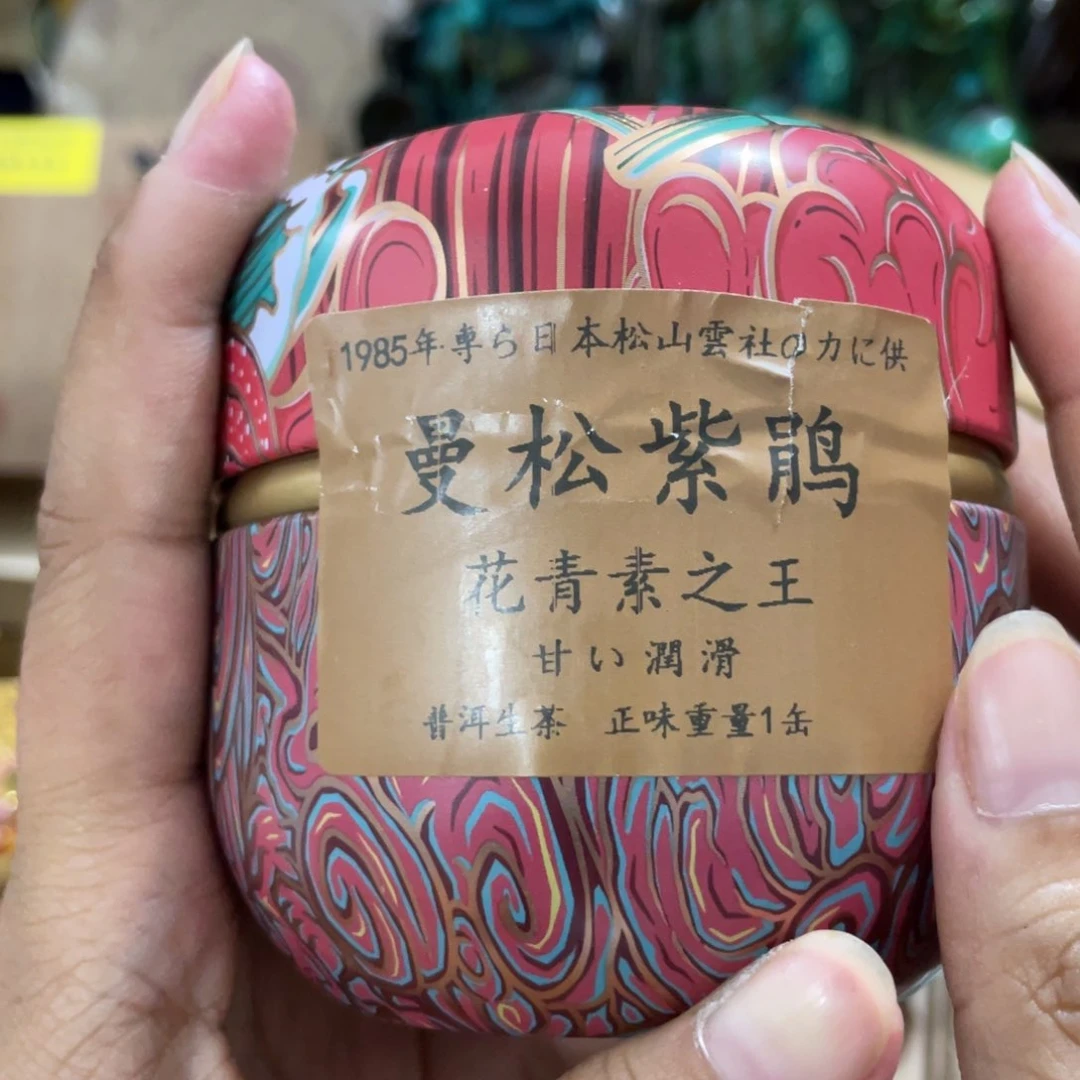 1985年専ら日本松山雲社の力に供
曼松紫鹃
花青素之王
甘い潤滑
普洱生茶 正味重量1缶